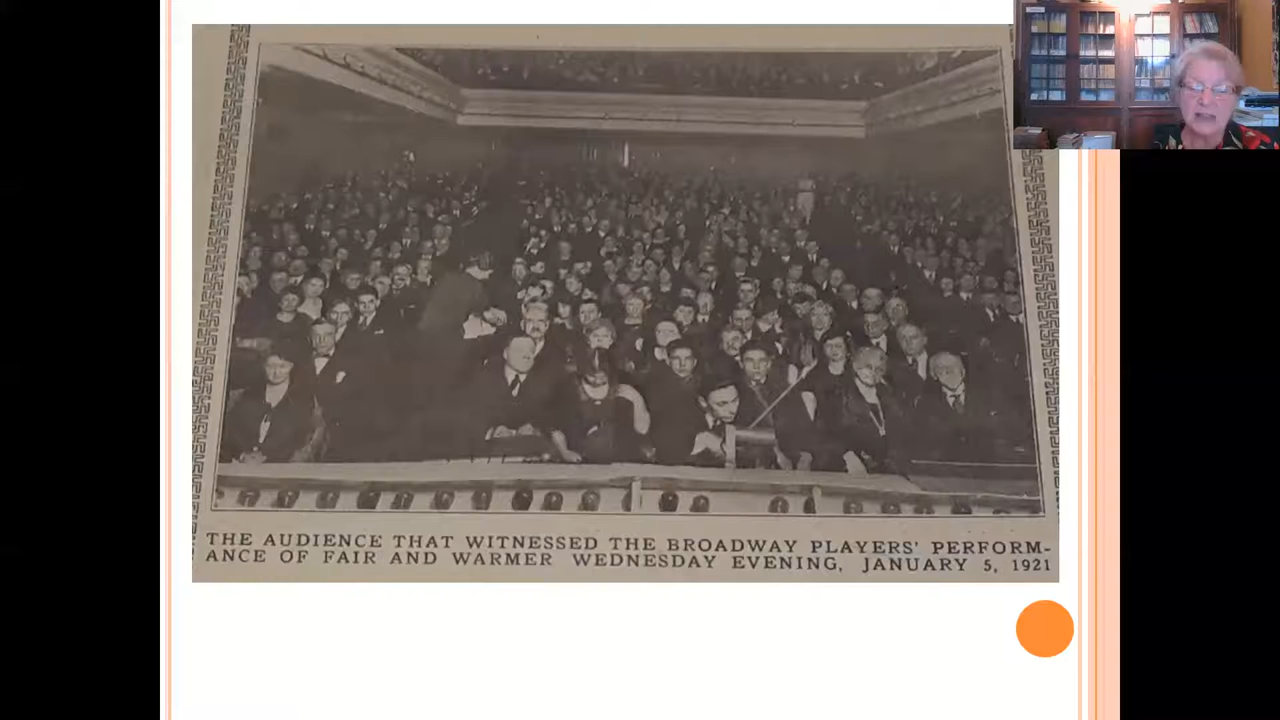 THE AUDIENCE THAT WITNESSED THE BROADWAY PLAYERS' PERFORM-
ANCE OF FAIR AND WARMER WEDNESDAY EVENING, JANUARY 5, 1921